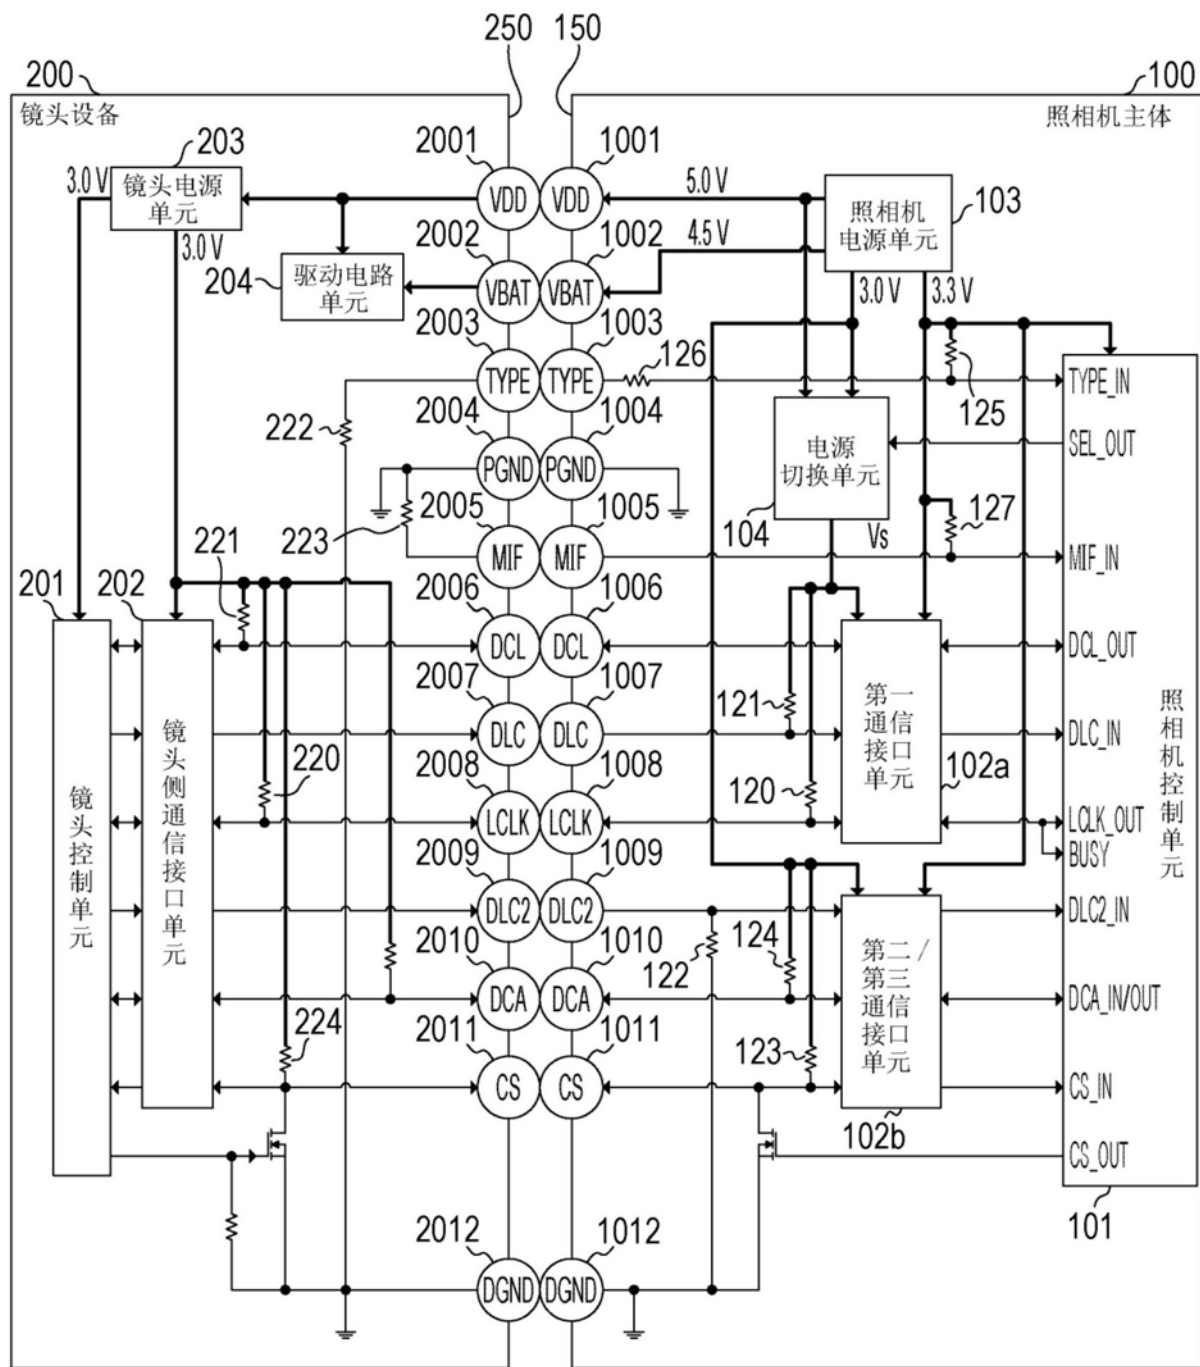 250
150
200
100
镜头设备
照相机主体
203
2001
1001
3.0 V
镜头电源
单元
VDD
VDD
5.0 V
照相机
电源单元
103
3.0 V
2002
1002
4.5 V
204
驱动电路
单元
VBAT
VBAT
3.0 V
3.3 V
2003
1003
126
TYPE
TYPE
125
TYPE_IN
222
2004
1004
电源
切换单元
SEL_OUT
PGND
PGND
223
2005
1005
104
Vs
127
MIF
MIF
MIF_IN
221
201
202
2006
1006
DCL
DCL
DCL_OUT
2007
1007
121
第一
通信
接口
单元
DLC
DLC
DLC_IN
220
2008
1008
120
102a
LCLK
LCLK
LCLK_OUT
BUSY
镜头控制单元
镜头侧通信接口单元
照相机控制单元
2009
1009
DLC2
DLC2
DLC2_IN
2010
1010
122
124
第二/
第三
通信
接口
单元
DCA
DCA
DCA_IN/OUT
224
2011
1011
123
CS
CS
CS_IN
102b
CS_OUT
101
2012
1012
DGND
DGND